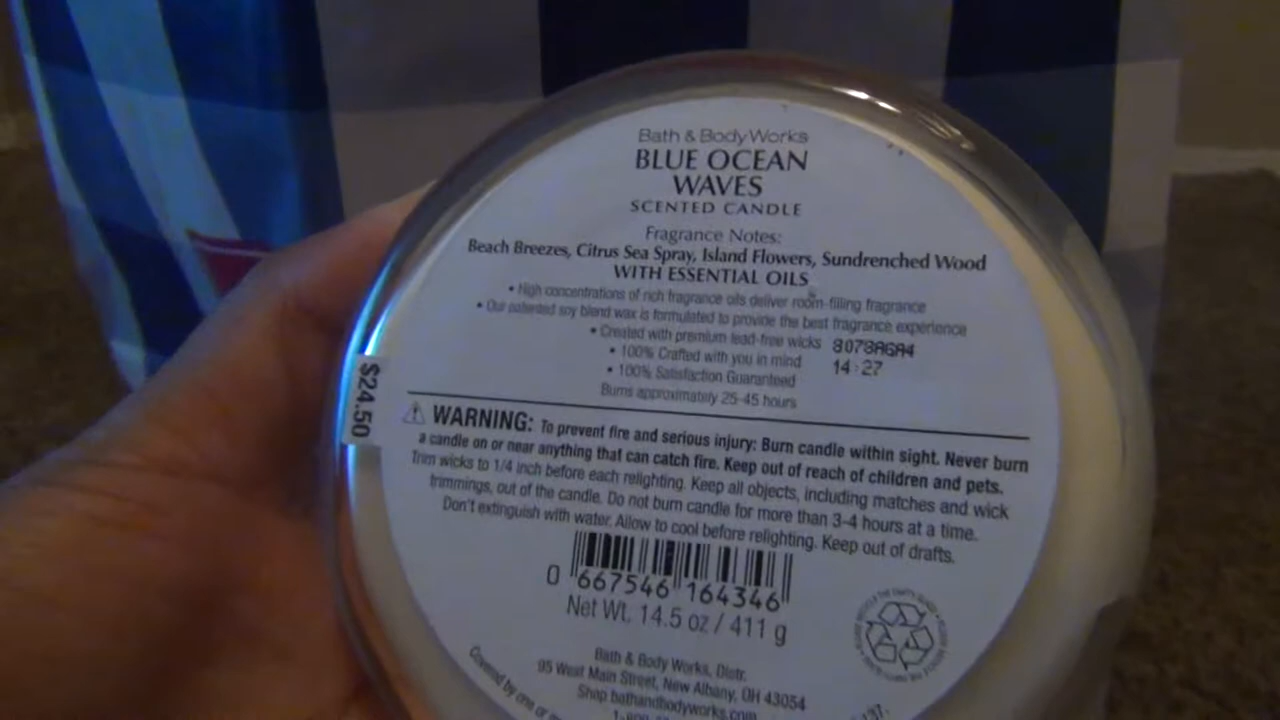 Bath & Body Works
BLUE OCEAN
WAVES
SCENTED CANDLE
Fragrance Notes:
Beach Breezes, Citrus Sea Spray, Island Flowers, Sundrenched Wood
WITH ESSENTIAL OILS
• High concentrations of rich fragrance oils deliver room-filling fragrance
• Our patented soy blend wax is formulated to provide the best fragrance experience
• Created with premium lead-free wicks
• 100% Crafted with you in mind
• 100% Satisfaction Guaranteed
8078AGA4
14:27
Burns approximately 25-45 hours
$24.50
⚠ WARNING: To prevent fire and serious injury: Burn candle within sight. Never burn
a candle on or near anything that can catch fire. Keep out of reach of children and pets.
Trim wicks to 1/4 inch before each relighting. Keep all objects, including matches and wick
trimmings, out of the candle. Do not burn candle for more than 3-4 hours at a time.
Don't extinguish with water. Allow to cool before relighting. Keep out of drafts.
0 667546 164346
Net Wt. 14.5 oz / 411 g
Bath & Body Works, Distr.
95 West Main Street, New Albany, OH 43054
Shop bathandbodyworks.com
Covered by one or
137.